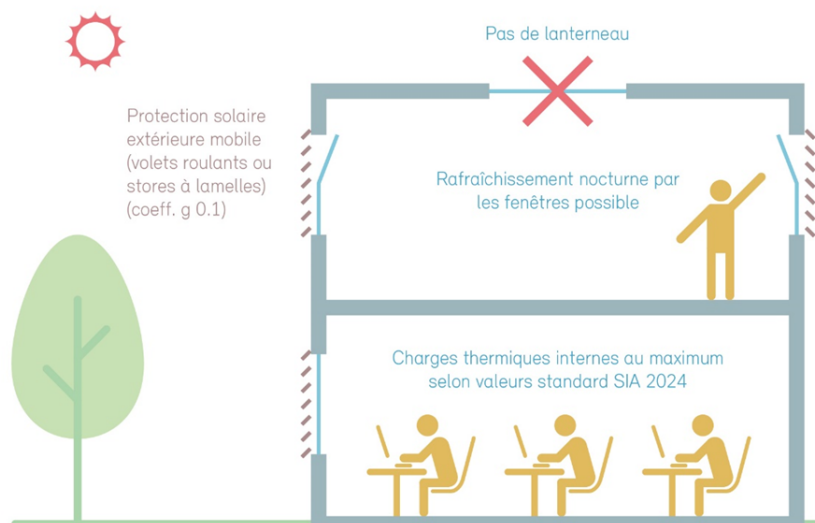 Pas de lanterneau
Protection solaire
extérieure mobile
(volets roulants ou
stores à lamelles)
(coeff. g 0.1)
Rafraîchissement nocturne par
les fenêtres possible
Charges thermiques internes au maximum
selon valeurs standard SIA 2024